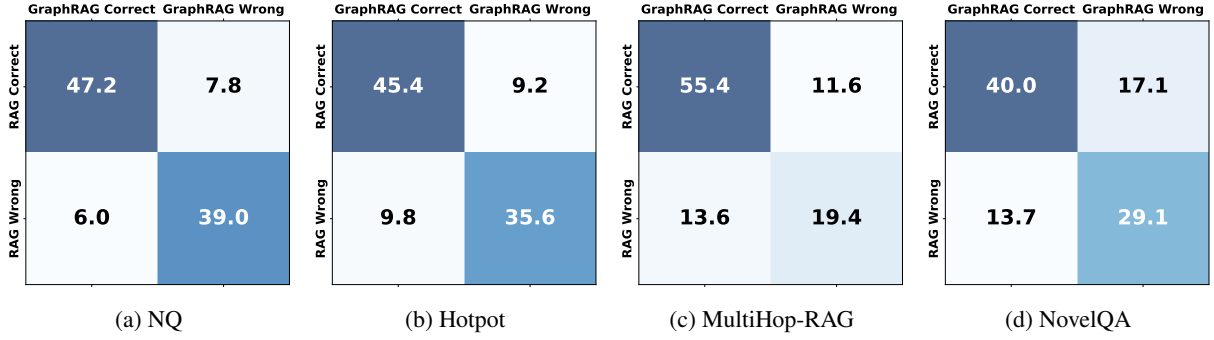 GraphRAG Correct GraphRAG Wrong
RAG Correct
47.2 7.8
RAG Wrong
6.0 39.0
(a) NQ
GraphRAG Correct GraphRAG Wrong
RAG Correct
45.4 9.2
RAG Wrong
9.8 35.6
(b) Hotpot
GraphRAG Correct GraphRAG Wrong
RAG Correct
55.4 11.6
RAG Wrong
13.6 19.4
(c) MultiHop-RAG
GraphRAG Correct GraphRAG Wrong
RAG Correct
40.0 17.1
RAG Wrong
13.7 29.1
(d) NovelQA